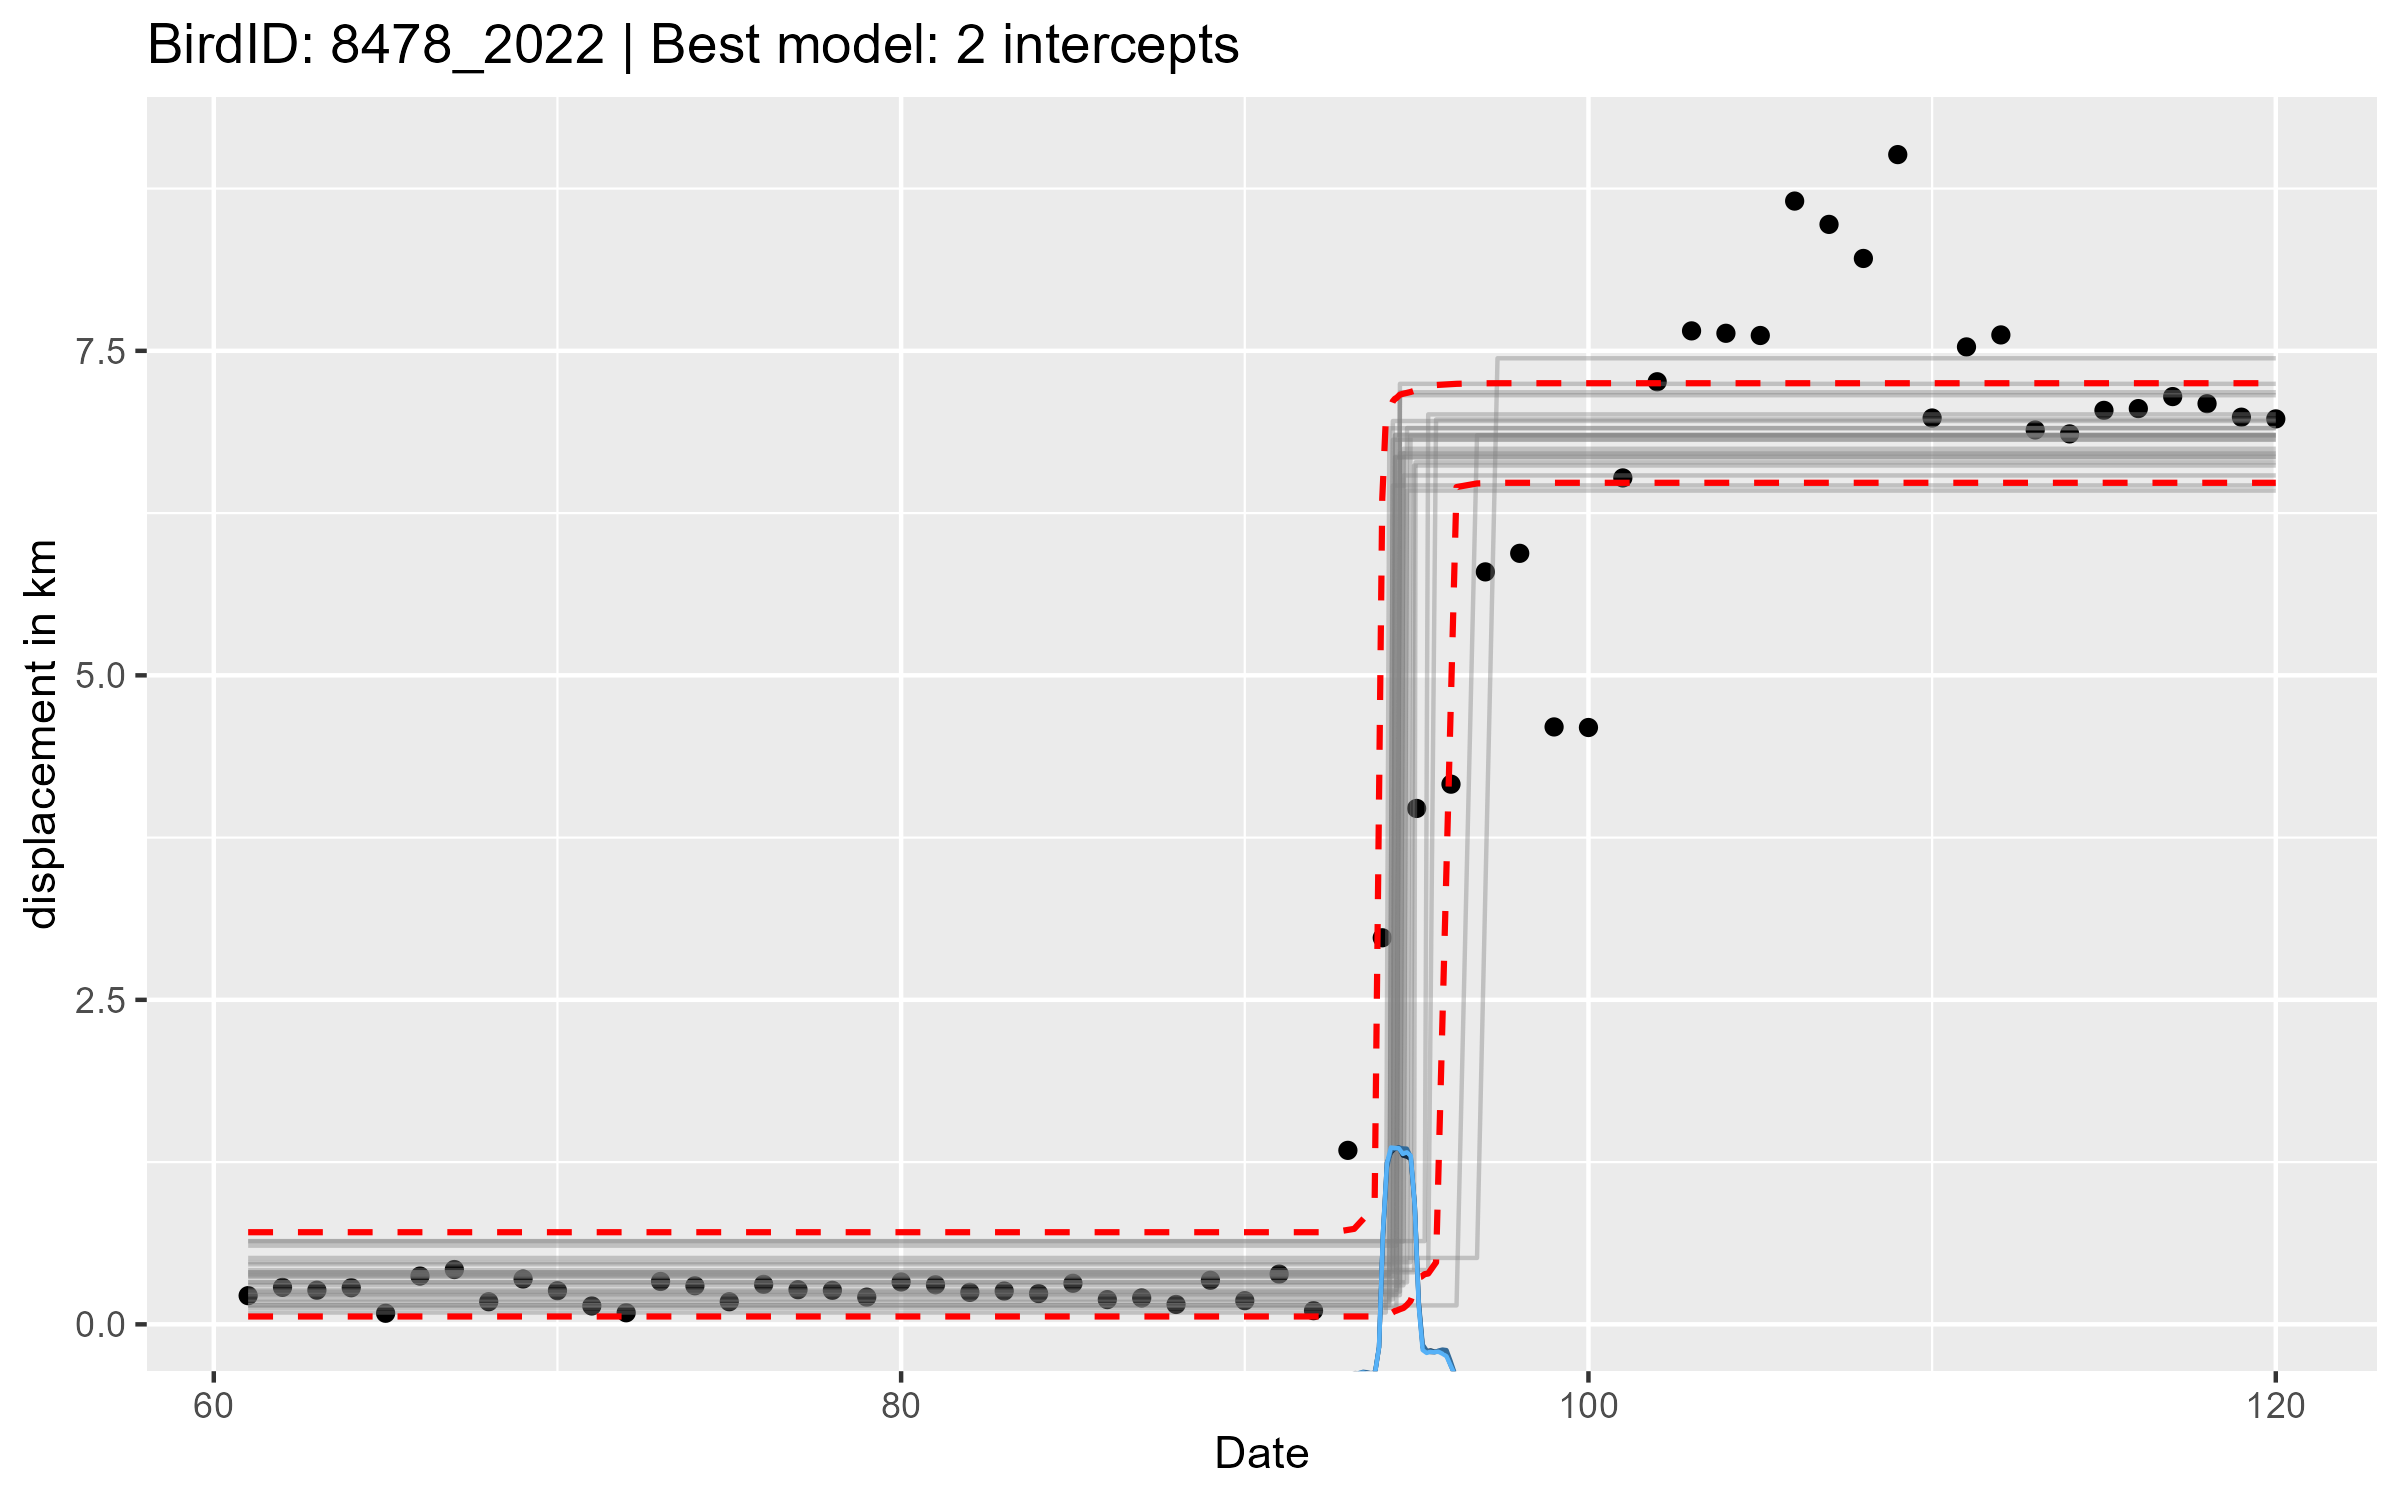 BirdID: 8478_2022 | Best model: 2 intercepts
displacement in km
7.5
5.0
2.5
0.0
60
80
100
120
Date